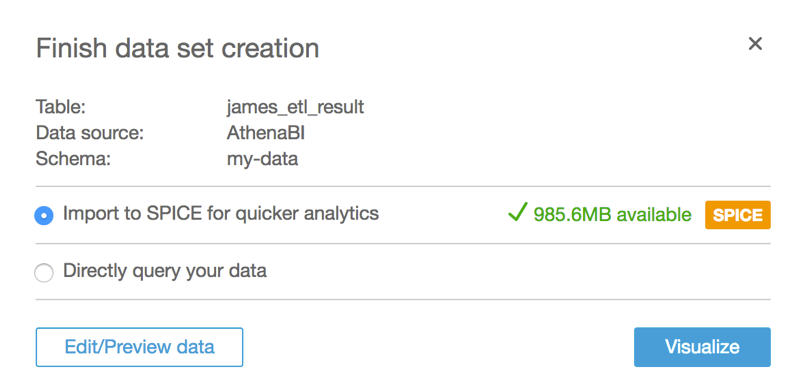 Finish data set creation
Table: james_etl_result
Data source: AthenaBI
Schema: my-data
Import to SPICE for quicker analytics 985.6MB available SPICE
Directly query your data
Edit/Preview data Visualize